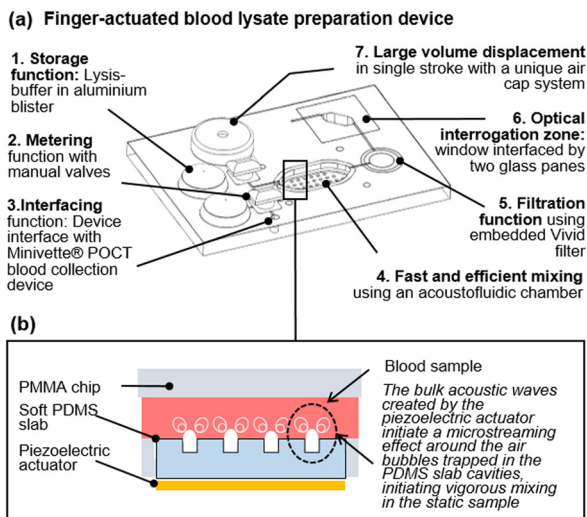 (a) Finger-actuated blood lysate preparation device
1. Storage
function: Lysis-
buffer in aluminium
blister
2. Metering
function with
manual valves
3.Interfacing
function: Device
interface with
Minivette® POCT
blood collection
device
7. Large volume displacement
in single stroke with a unique air
cap system
6. Optical
interrogation zone:
window interfaced by
two glass panes
5. Filtration
function using
embedded Vivid
filter
4. Fast and efficient mixing
using an acoustofluidic chamber
(b)
PMMA chip
Soft PDMS
slab
Piezoelectric
actuator
Blood sample
The bulk acoustic waves
created by the
piezoelectric actuator
initiate a microstreaming
effect around the air
bubbles trapped in the
PDMS slab cavities,
initiating vigorous mixing
in the static sample